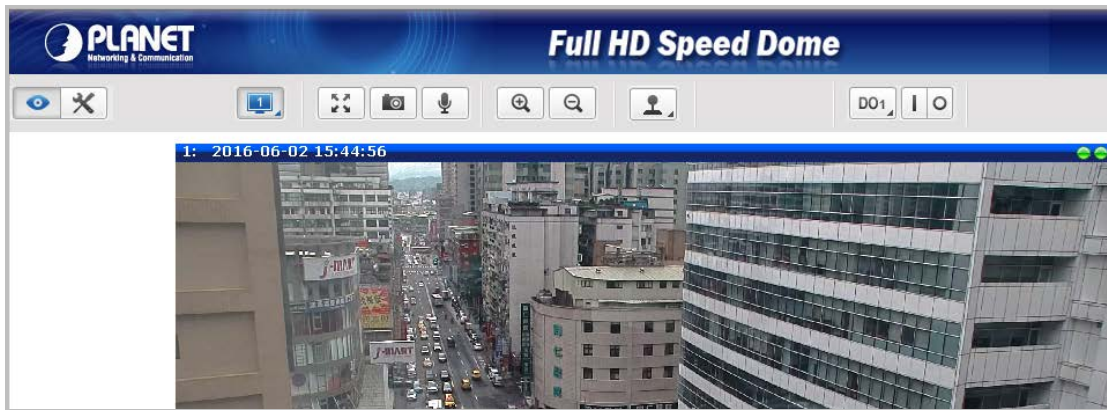 PLANET
Networking & Communication
Full HD Speed Dome
1
DO1
1: 2016-06-02 15:44:56
J-MART
J-MART